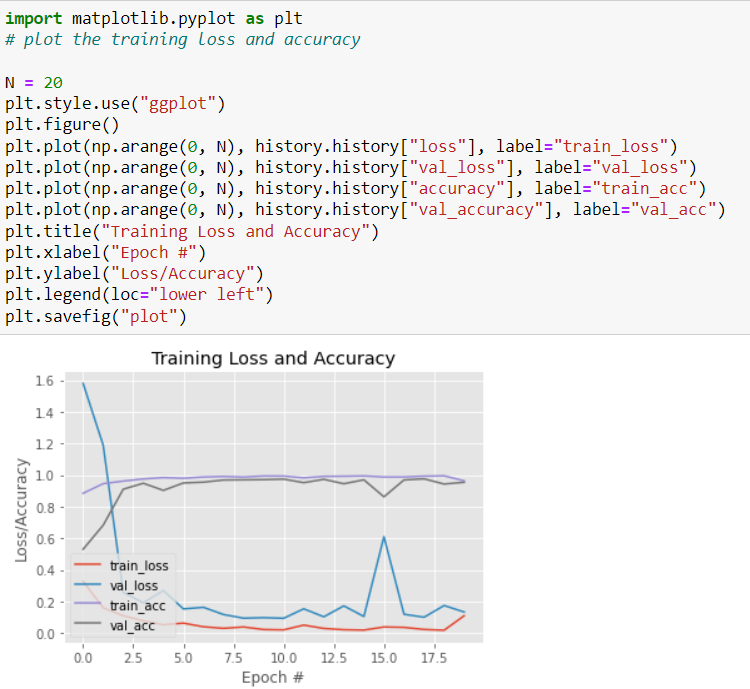 import matplotlib.pyplot as plt
# plot the training loss and accuracy
N = 20
plt.style.use("ggplot")
plt.figure()
plt.plot(np.arange(0, N), history.history["loss"], label="train_loss")
plt.plot(np.arange(0, N), history.history["val_loss"], label="val_loss")
plt.plot(np.arange(0, N), history.history["accuracy"], label="train_acc")
plt.plot(np.arange(0, N), history.history["val_accuracy"], label="val_acc")
plt.title("Training Loss and Accuracy")
plt.xlabel("Epoch #")
plt.ylabel("Loss/Accuracy")
plt.legend(loc="lower left")
plt.savefig("plot")
Training Loss and Accuracy
Loss/Accuracy
1.6
1.4
1.2
1.0
0.8
0.6
0.4
0.2
0.0
train_loss
val_loss
train_acc
val_acc
0.0 2.5 5.0 7.5 10.0 12.5 15.0 17.5
Epoch #